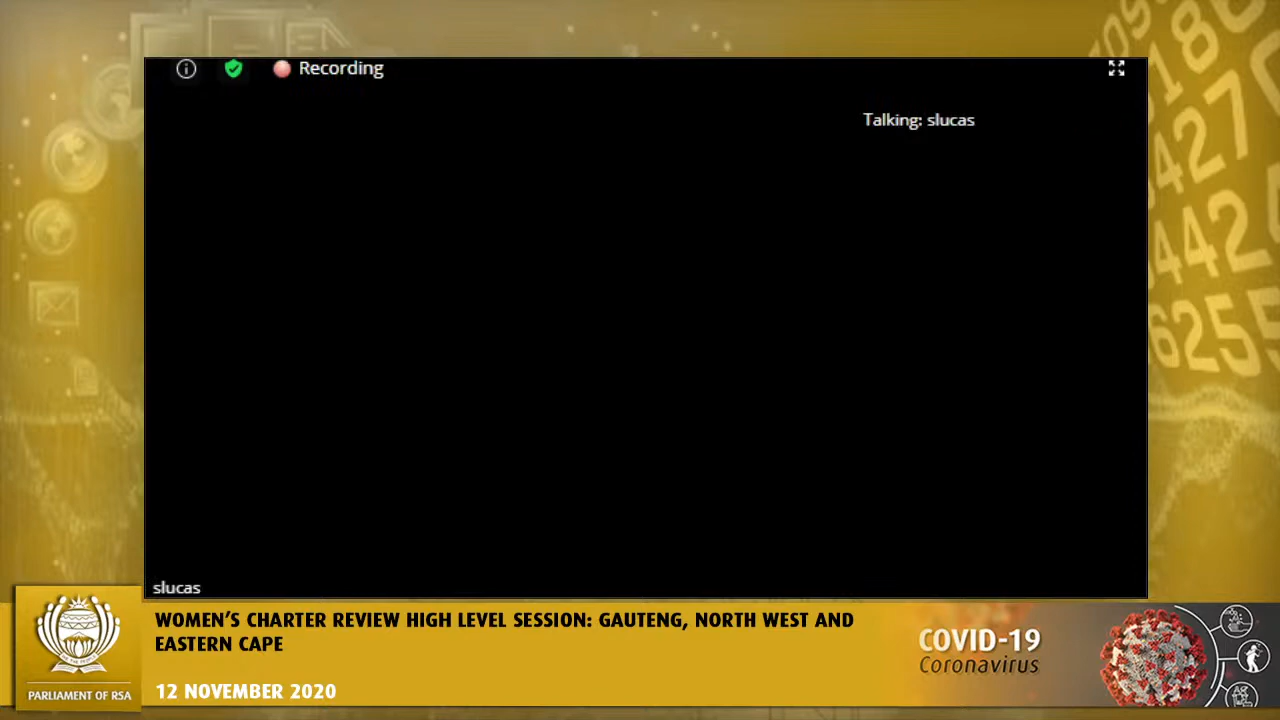 Recording
Talking: slucas
slucas
WOMEN'S CHARTER REVIEW HIGH LEVEL SESSION: GAUTENG, NORTH WEST AND
EASTERN CAPE
12 NOVEMBER 2020
PARLIAMENT OF RSA
COVID-19
Coronavirus